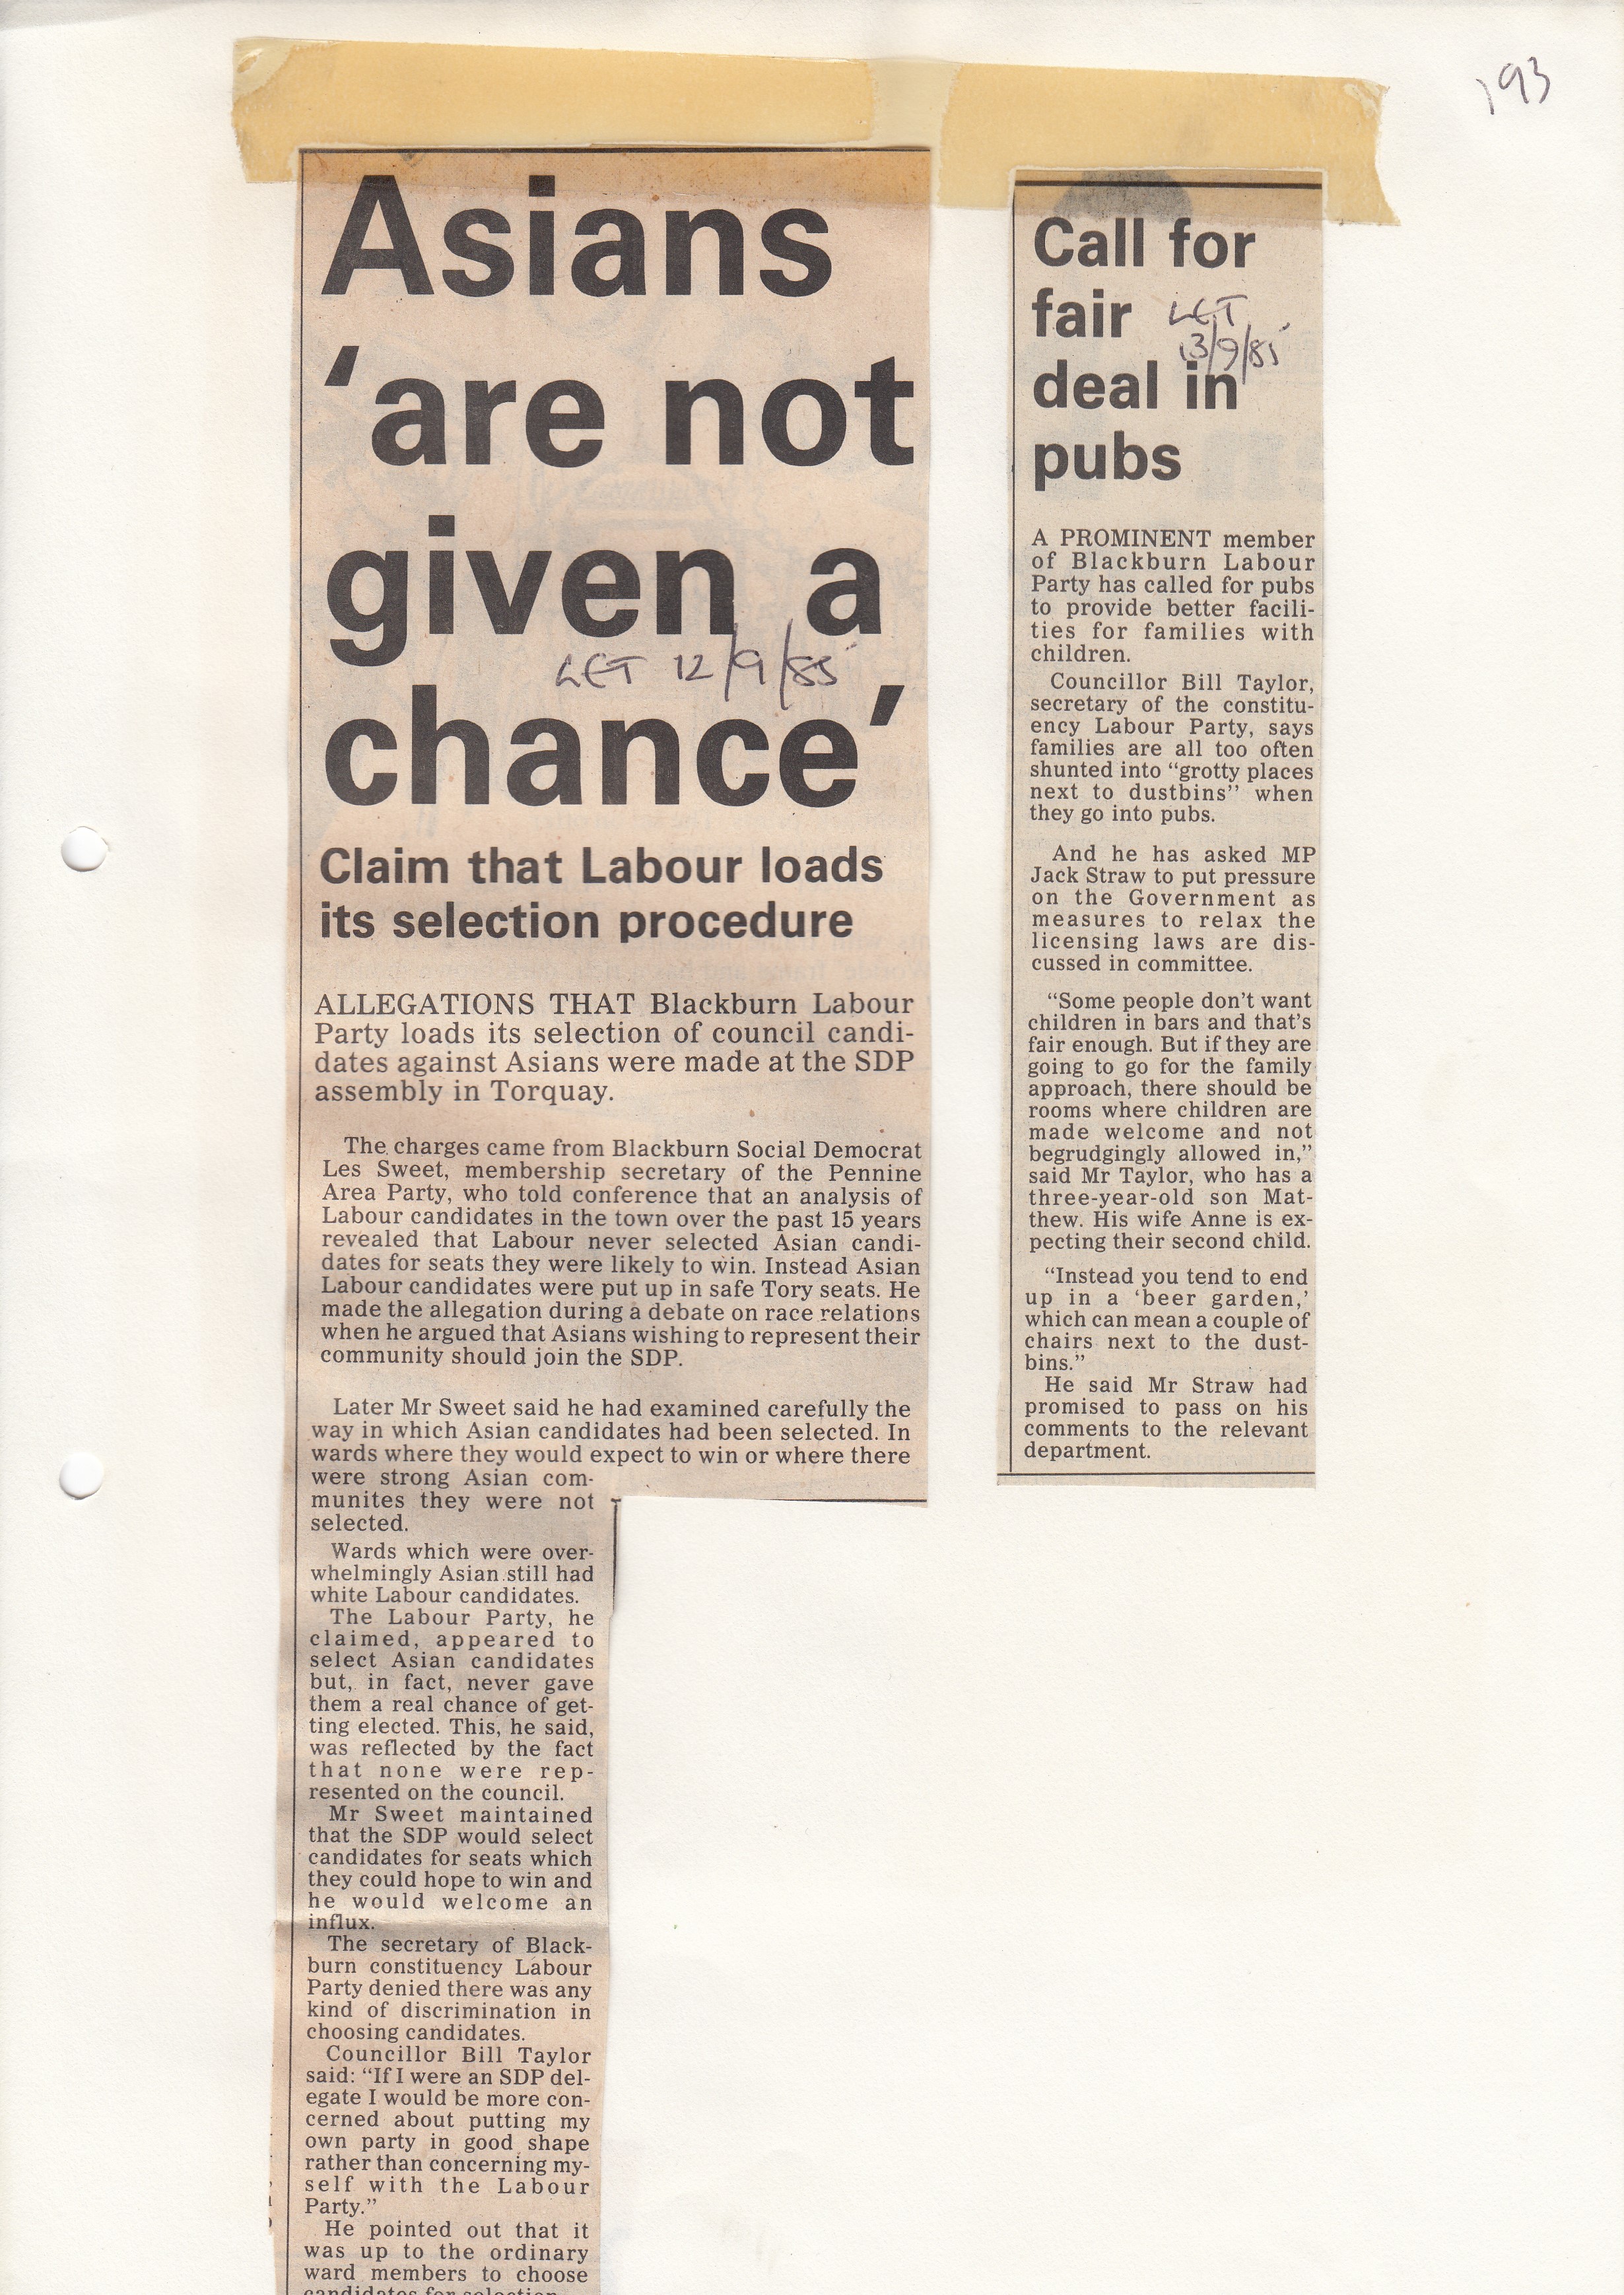 193
Asians
‘are not
given a
LET 12/9/85
chance’
Claim that Labour loads
its selection procedure
ALLEGATIONS THAT Blackburn Labour
Party loads its selection of council candi-
dates against Asians were made at the SDP
assembly in Torquay.
The charges came from Blackburn Social Democrat
Les Sweet, membership secretary of the Pennine
Area Party, who told conference that an analysis of
Labour candidates in the town over the past 15 years
revealed that Labour never selected Asian candi-
dates for seats they were likely to win. Instead Asian
Labour candidates were put up in safe Tory seats. He
made the allegation during a debate on race relations
when he argued that Asians wishing to represent their
community should join the SDP.
Later Mr Sweet said he had examined carefully the
way in which Asian candidates had been selected. In
wards where they would expect to win or where there
were strong Asian com-
munites they were not
selected.
Wards which were over-
whelmingly Asian still had
white Labour candidates.
The Labour Party, he
claimed, appeared to
select Asian candidates
but, in fact, never gave
them a real chance of get-
ting elected. This, he said,
was reflected by the fact
that none were rep-
resented on the council.
Mr Sweet maintained
that the SDP would select
candidates for seats which
they could hope to win and
he would welcome an
influx.
The secretary of Black-
burn constituency Labour
Party denied there was any
kind of discrimination in
choosing candidates.
Councillor Bill Taylor
said: “If I were an SDP del-
egate I would be more con-
cerned about putting my
own party in good shape
rather than concerning my-
self with the Labour
Party.”
He pointed out that it
was up to the ordinary
ward members to choose
candidates for selection
Call for
fair LET
13/9/85
deal in
pubs
A PROMINENT member
of Blackburn Labour
Party has called for pubs
to provide better facili-
ties for families with
children.
Councillor Bill Taylor,
secretary of the constitu-
ency Labour Party, says
families are all too often
shunted into “grotty places
next to dustbins” when
they go into pubs.
And he has asked MP
Jack Straw to put pressure
on the Government as
measures to relax the
licensing laws are dis-
cussed in committee.
“Some people don’t want
children in bars and that’s
fair enough. But if they are
going to go for the family
approach, there should be
rooms where children are
made welcome and not
begrudgingly allowed in,”
said Mr Taylor, who has a
three-year-old son Mat-
thew. His wife Anne is ex-
pecting their second child.
“Instead you tend to end
up in a ‘beer garden,’
which can mean a couple of
chairs next to the dust-
bins.”
He said Mr Straw had
promised to pass on his
comments to the relevant
department.